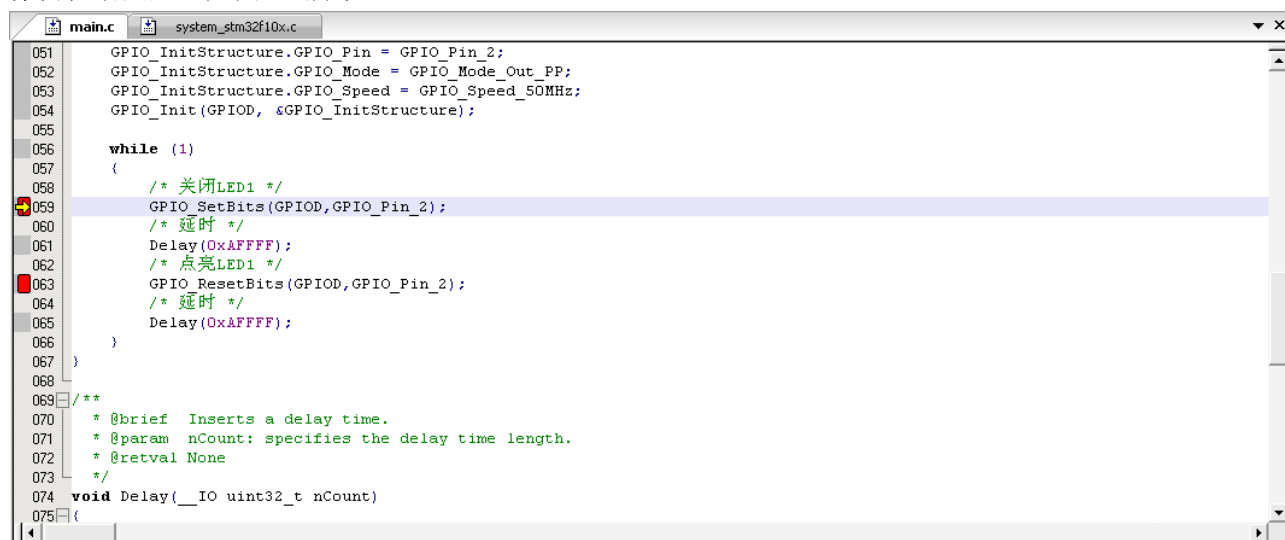 main.c system_stm32f10x.c
051 GPIO_InitStructure.GPIO_Pin = GPIO_Pin_2;
052 GPIO_InitStructure.GPIO_Mode = GPIO_Mode_Out_PP;
053 GPIO_InitStructure.GPIO_Speed = GPIO_Speed_50MHz;
054 GPIO_Init(GPIOD, &GPIO_InitStructure);
055
056 while (1)
057 {
058 /* 关闭LED1 */
059 GPIO_SetBits(GPIOD,GPIO_Pin_2);
060 /* 延时 */
061 Delay(0xAFFFF);
062 /* 点亮LED1 */
063 GPIO_ResetBits(GPIOD,GPIO_Pin_2);
064 /* 延时 */
065 Delay(0xAFFFF);
066 }
067 }
068
069 /**
070 * @brief Inserts a delay time.
071 * @param nCount: specifies the delay time length.
072 * @retval None
073 */
074 void Delay(__IO uint32_t nCount)
075 {